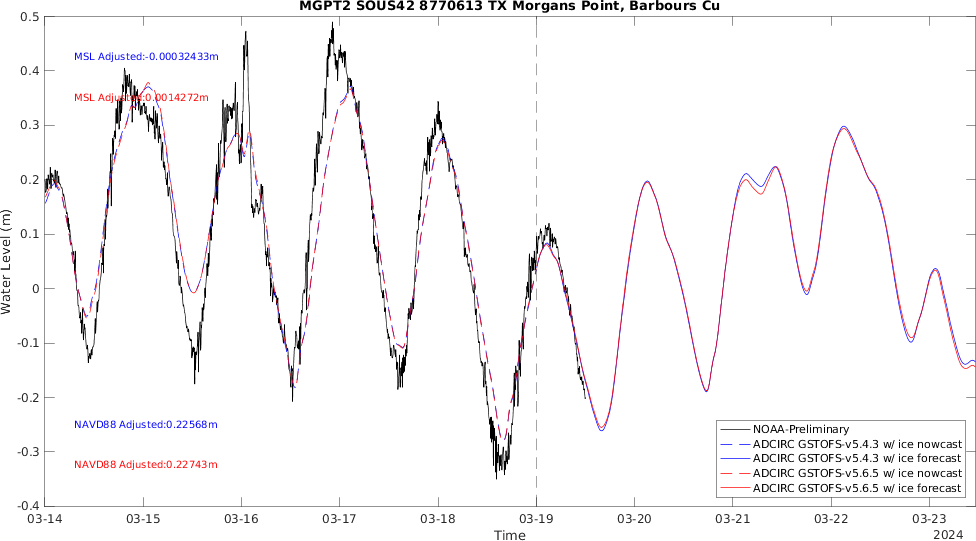 MGPT2 SOUS42 8770613 TX Morgans Point, Barbours Cu
0.5
0.4
0.3
0.2
0.1
0
-0.1
-0.2
-0.3
-0.4
Water Level (m)
MSL Adjusted:-0.00032433m
MSL Adjusted:0.0014272m
NAVD88 Adjusted:0.22568m
NAVD88 Adjusted:0.22743m
NOAA-Preliminary
ADCIRC GSTOFS-v5.4.3 w/ ice nowcast
ADCIRC GSTOFS-v5.4.3 w/ ice forecast
ADCIRC GSTOFS-v5.6.5 w/ ice nowcast
ADCIRC GSTOFS-v5.6.5 w/ ice forecast
03-14 03-15 03-16 03-17 03-18 03-19 03-20 03-21 03-22 03-23
Time
2024